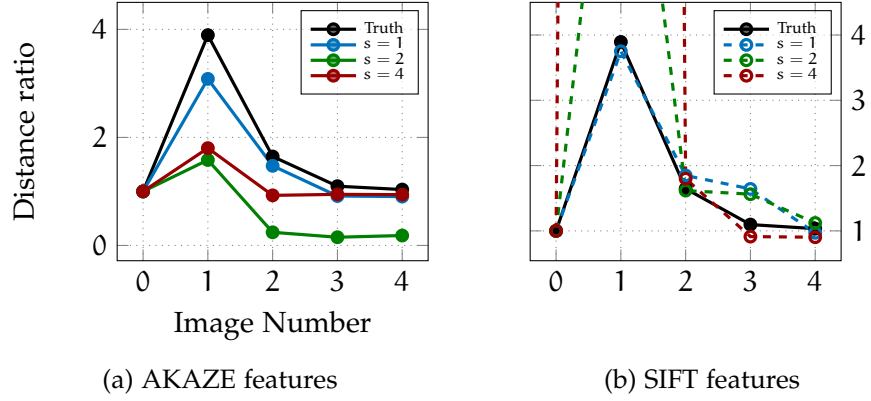 Truth
s = 1
s = 2
s = 4
4
2
0
Distance ratio
0 1 2 3 4
Image Number
(a) AKAZE features
Truth
s = 1
s = 2
s = 4
4
3
2
1
0 1 2 3 4
(b) SIFT features